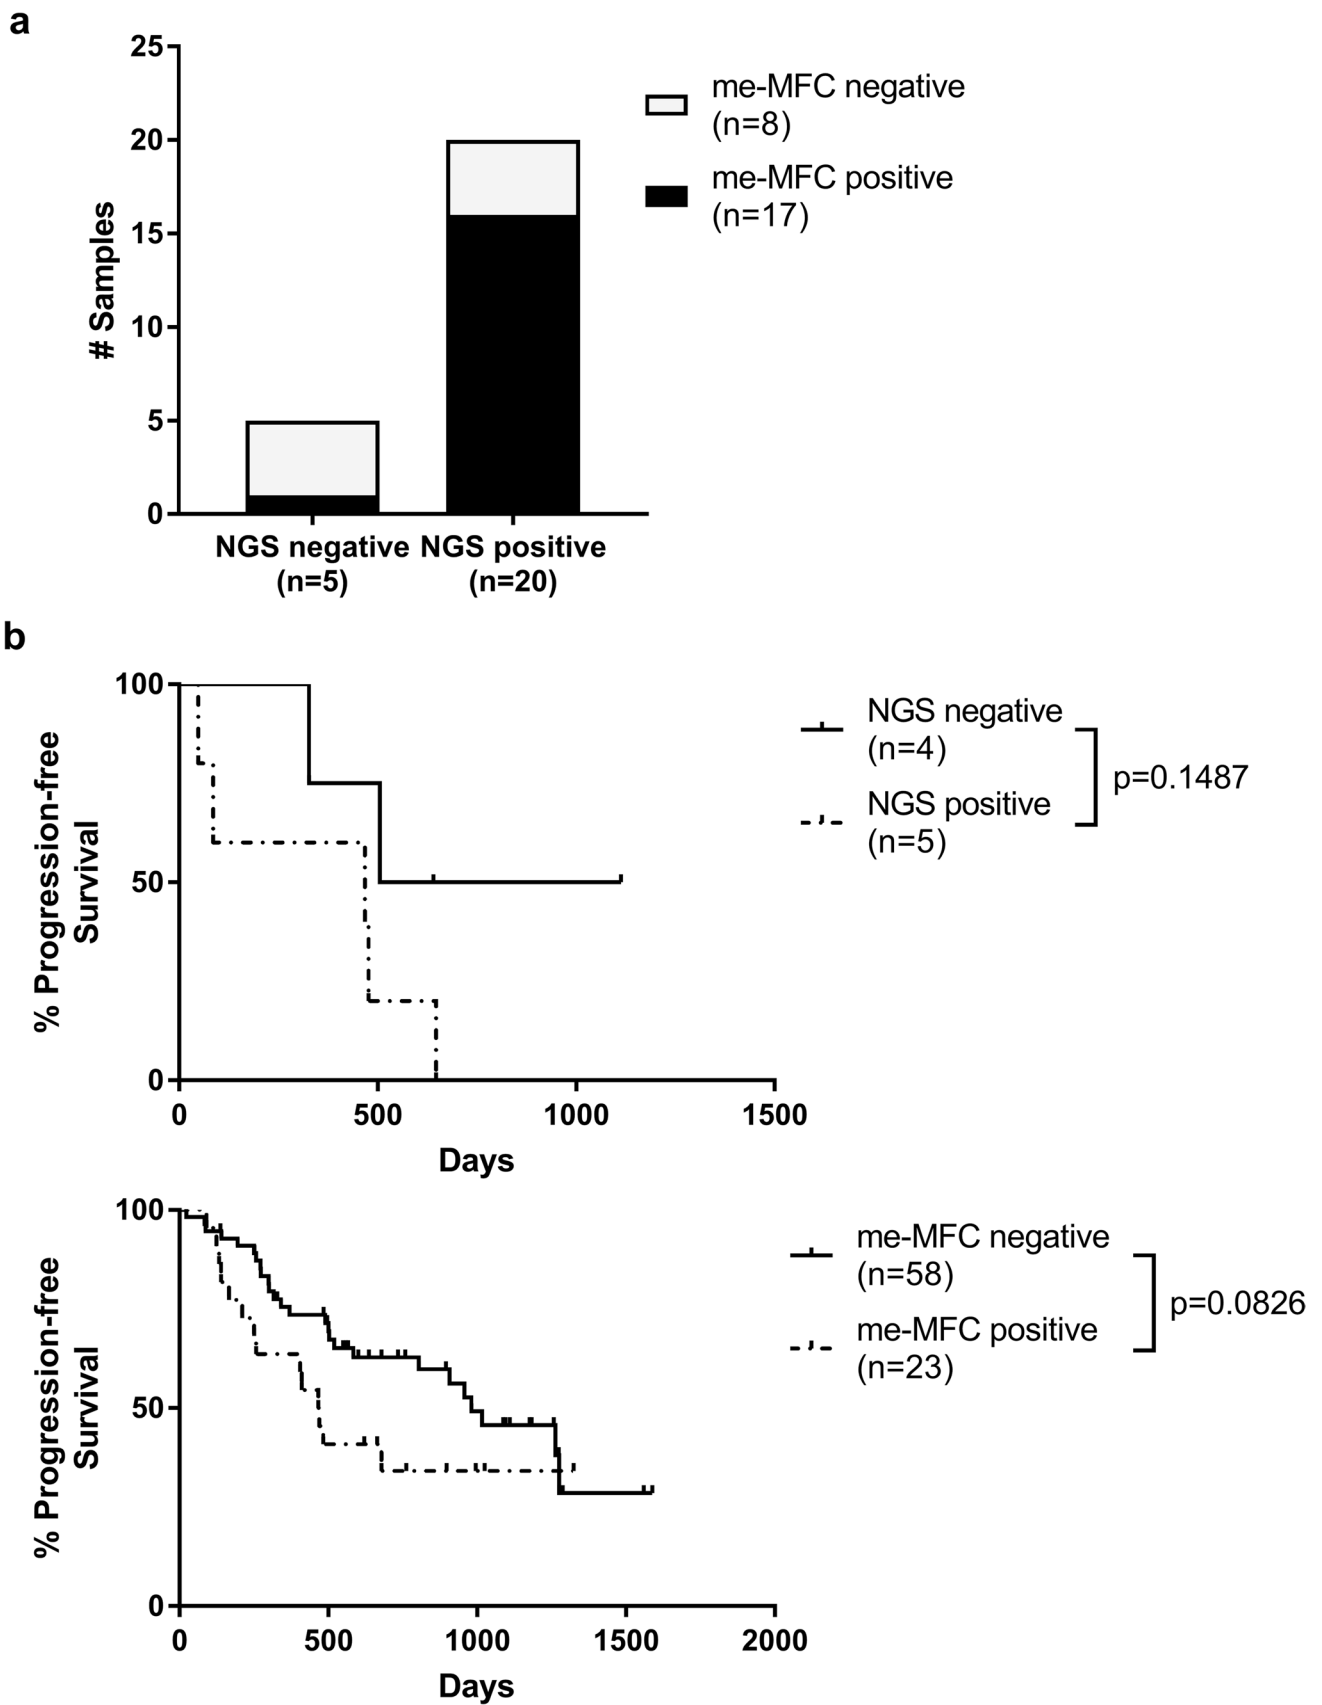 a
25
20
15
10
5
0
# Samples
NGS negative
(n=5)
NGS positive
(n=20)
me-MFC negative
(n=8)
me-MFC positive
(n=17)
b
100
50
0
% Progression-free
Survival
0 500 1000 1500
Days
NGS negative
(n=4)
NGS positive
(n=5)
p=0.1487
100
50
0
% Progression-free
Survival
0 500 1000 1500 2000
Days
me-MFC negative
(n=58)
me-MFC positive
(n=23)
p=0.0826